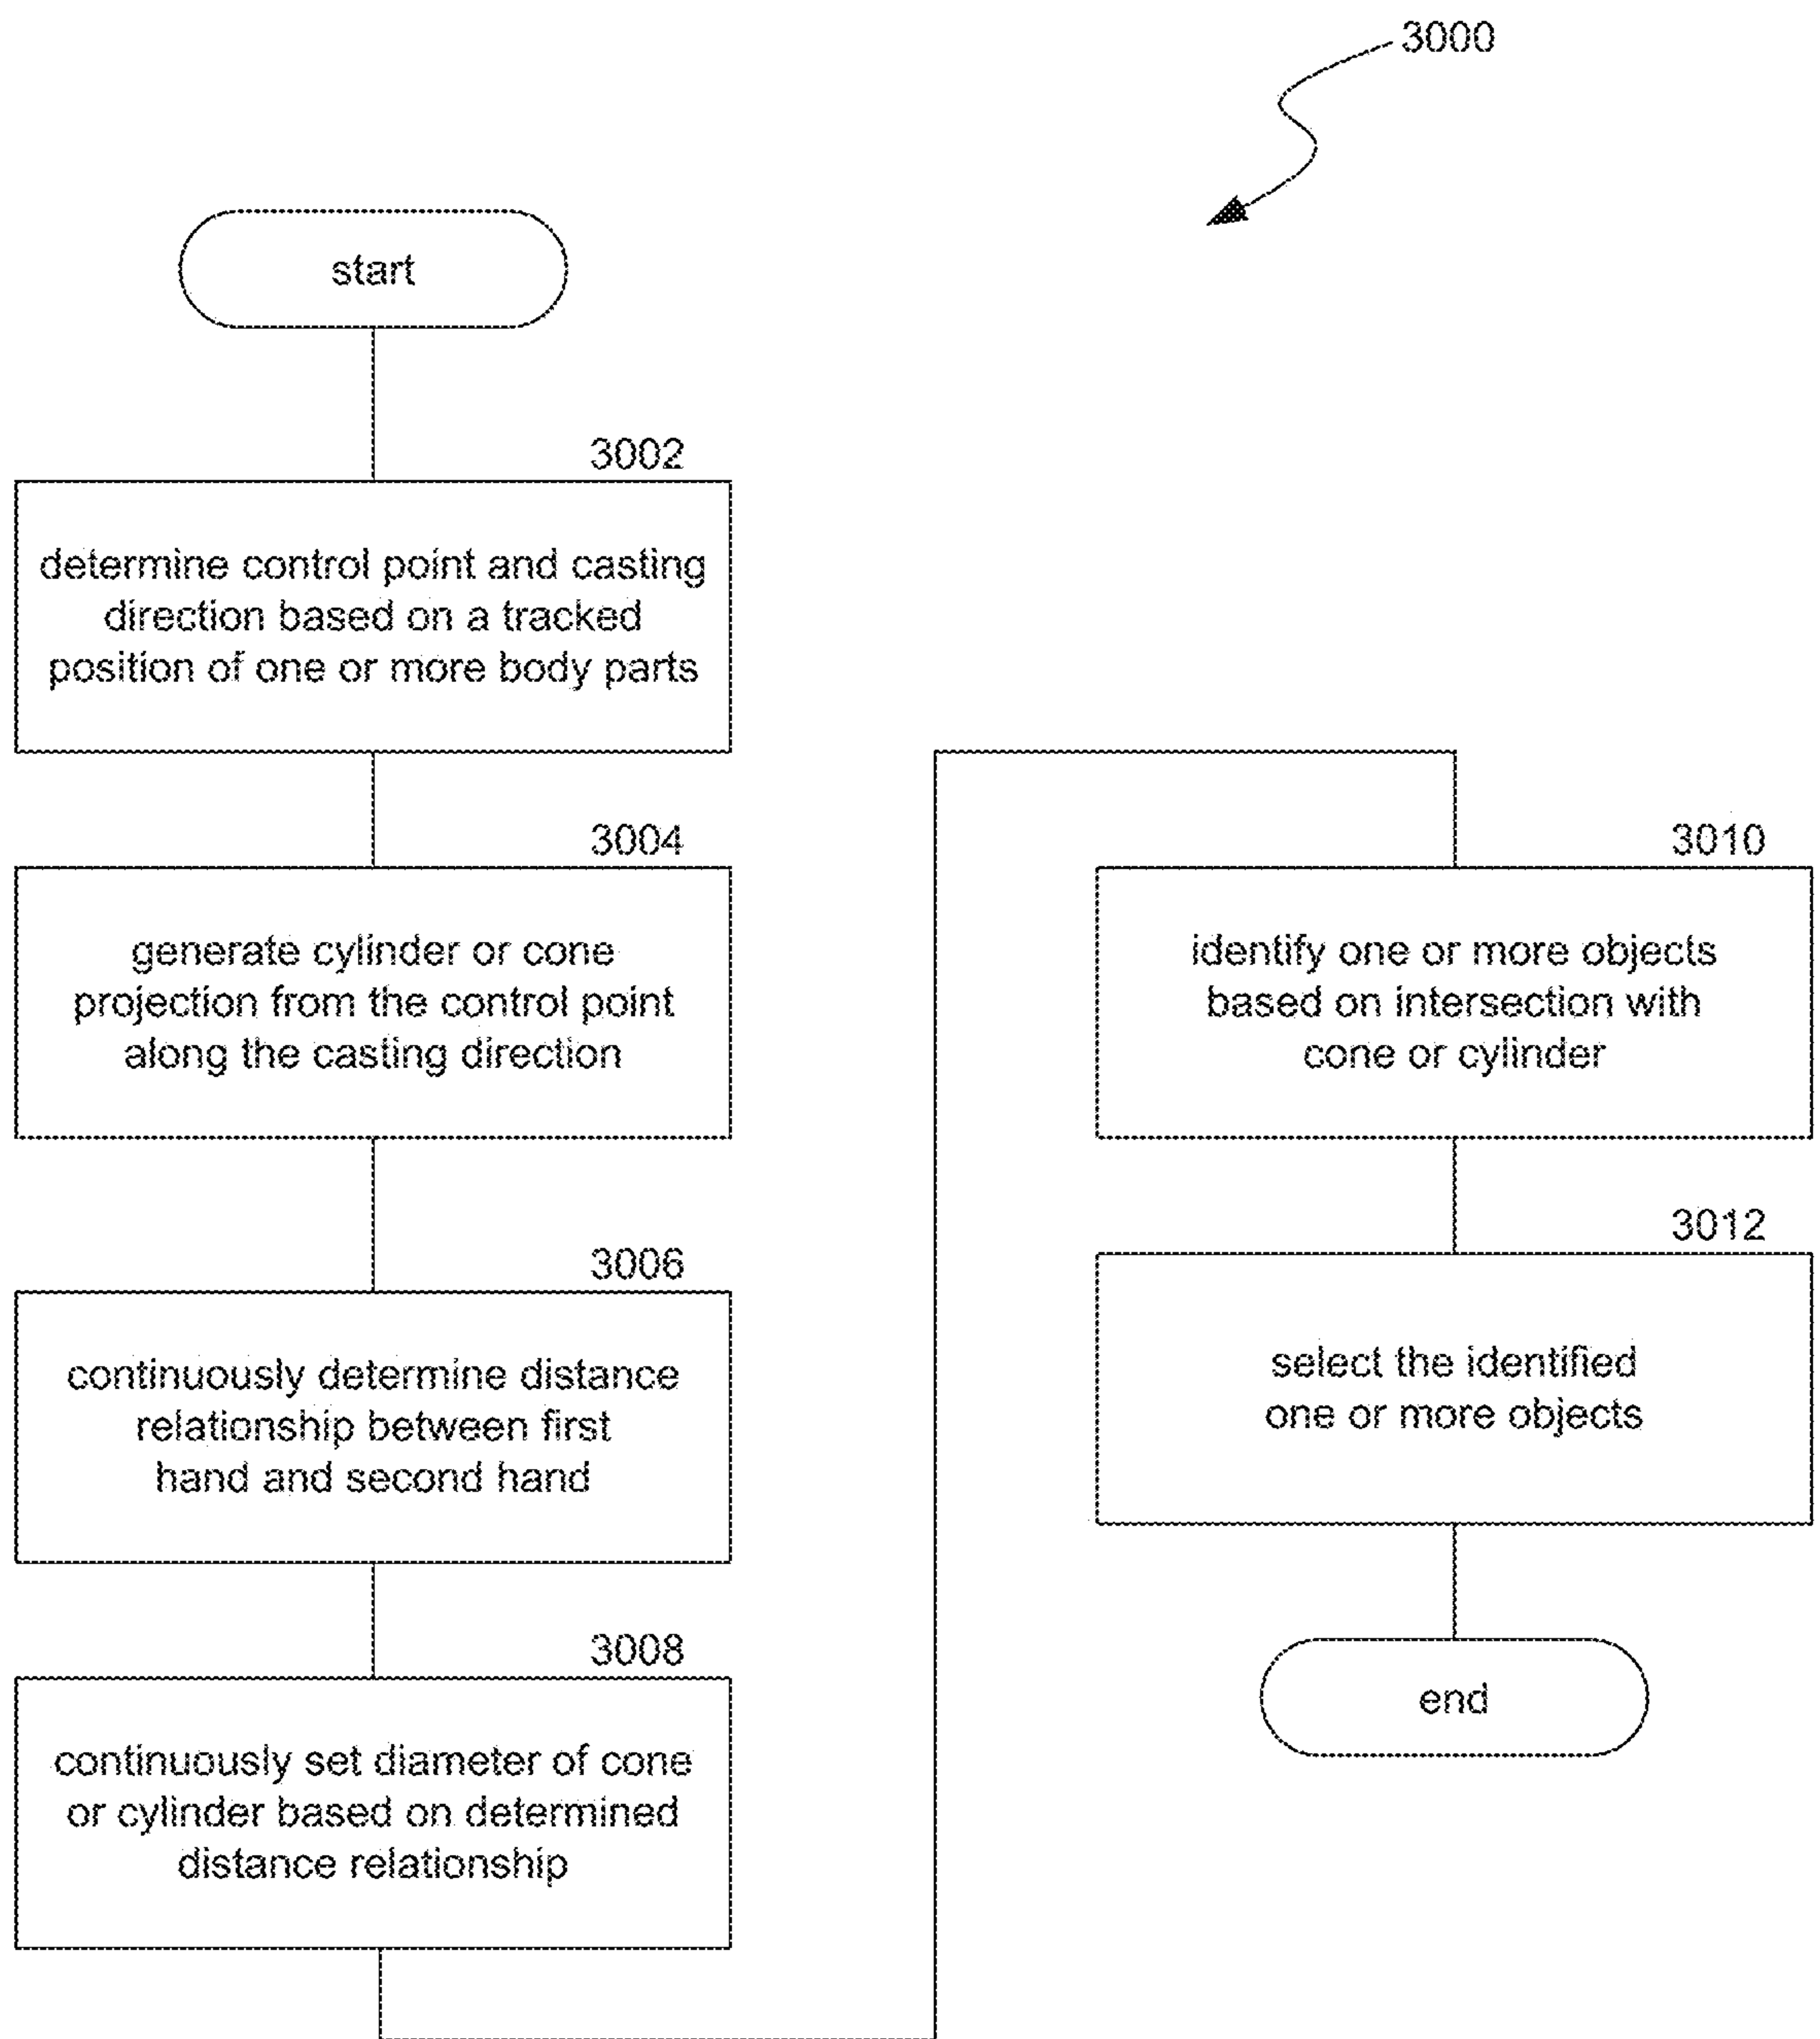 3000
start
3002
determine control point and casting
direction based on a tracked
position of one or more body parts
3004
generate cylinder or cone
projection from the control point
along the casting direction
3006
continuously determine distance
relationship between first
hand and second hand
3008
continuously set diameter of cone
or cylinder based on determined
distance relationship
3010
identify one or more objects
based on intersection with
cone or cylinder
3012
select the identified
one or more objects
end